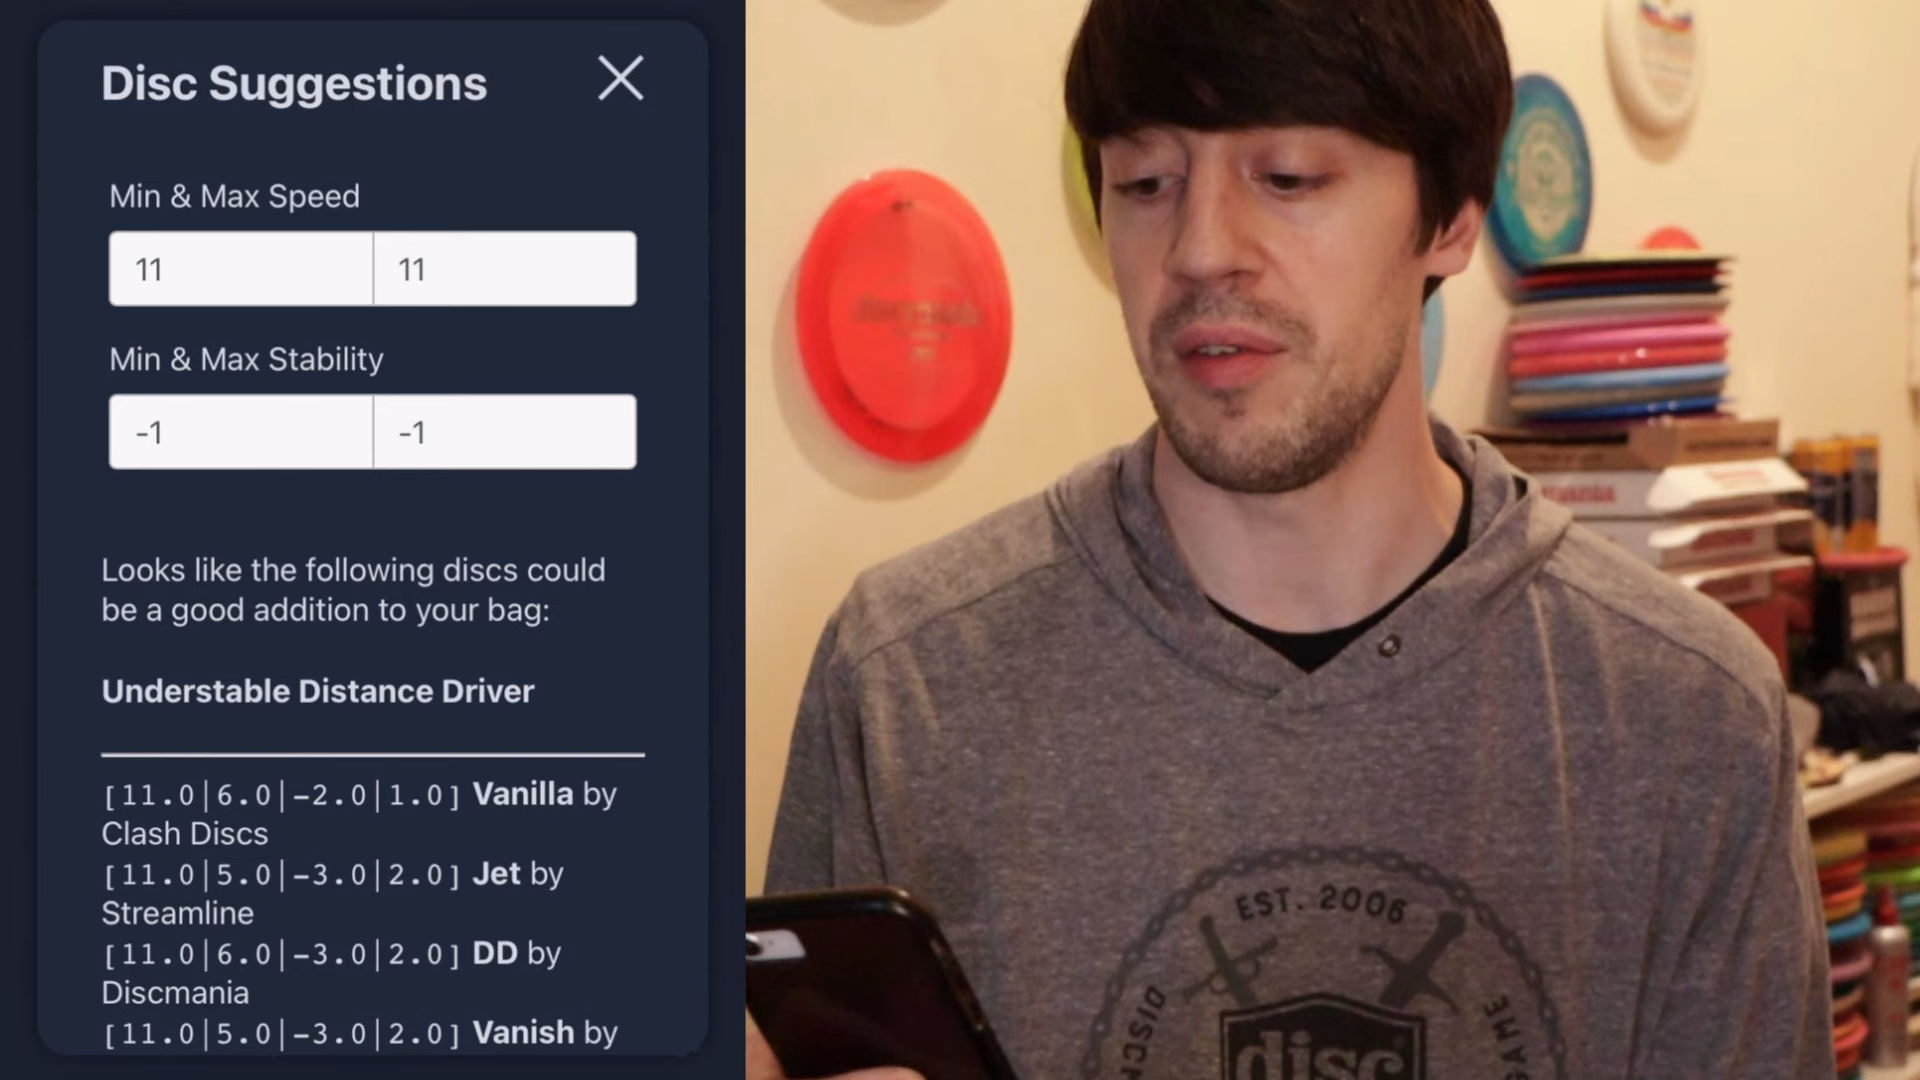 Disc Suggestions
Min & Max Speed
11 11
Min & Max Stability
-1 -1
Looks like the following discs could
be a good addition to your bag:
Understable Distance Driver
[11.0|6.0|-2.0|1.0] Vanilla by
Clash Discs
[11.0|5.0|-3.0|2.0] Jet by
Streamline
[11.0|6.0|-3.0|2.0] DD by
Discmania
[11.0|5.0|-3.0|2.0] Vanish by
EST. 2006
disc